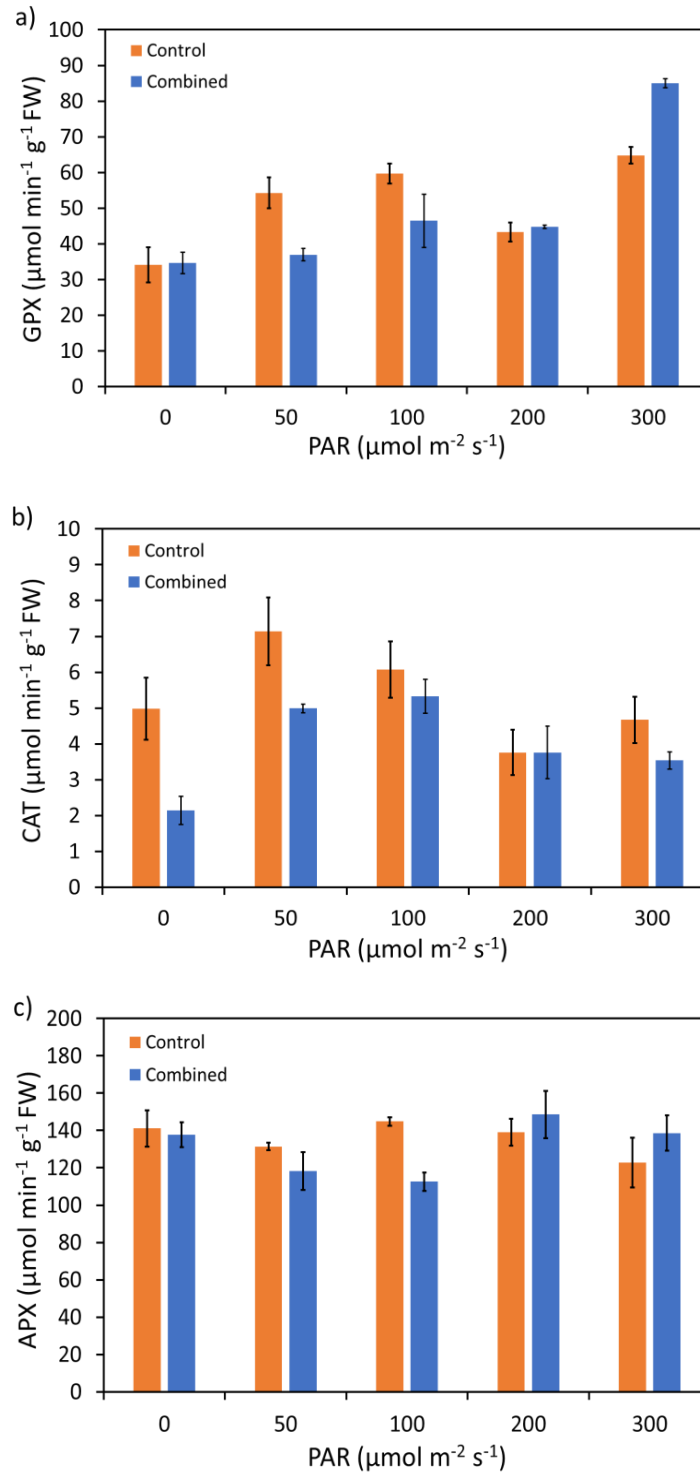 a)
Control
Combined
100
90
80
70
60
50
40
30
20
10
0
GPX (µmol min⁻¹ g⁻¹ FW)
0 50 100 200 300
PAR (µmol m⁻² s⁻¹)
b)
Control
Combined
10
9
8
7
6
5
4
3
2
1
0
CAT (µmol min⁻¹ g⁻¹ FW)
0 50 100 200 300
PAR (µmol m⁻² s⁻¹)
c)
Control
Combined
200
180
160
140
120
100
80
60
40
20
0
APX (µmol min⁻¹ g⁻¹ FW)
0 50 100 200 300
PAR (µmol m⁻² s⁻¹)